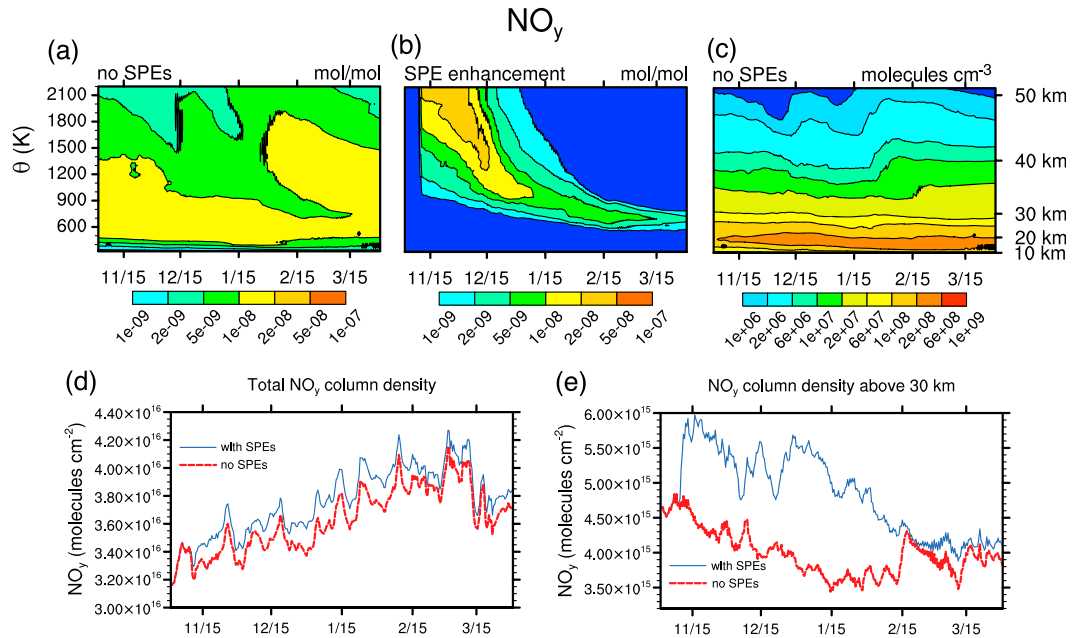 NOy
(a)
(b)
(c)
no SPEs mol/mol
SPE enhancement mol/mol
no SPEs molecules cm-3
θ (K)
2100
1800
1500
1200
900
600
50 km
40 km
30 km
20 km
10 km
11/15 12/15 1/15 2/15 3/15
11/15 12/15 1/15 2/15 3/15
11/15 12/15 1/15 2/15 3/15
1e-09 2e-09 5e-09 1e-08 2e-08 5e-08 1e-07
1e-09 2e-09 5e-09 1e-08 2e-08 5e-08 1e-07
1e+06 2e+06 6e+06 1e+07 2e+07 6e+07 1e+08 2e+08 6e+08 1e+09
(d)
Total NOy column density
NOy (molecules cm-2)
4.40×10^16
4.20×10^16
4.00×10^16
3.80×10^16
3.60×10^16
3.40×10^16
3.20×10^16
3.00×10^16
with SPEs
no SPEs
11/15 12/15 1/15 2/15 3/15
(e)
NOy column density above 30 km
NOy (molecules cm-2)
6.00×10^15
5.50×10^15
5.00×10^15
4.50×10^15
4.00×10^15
3.50×10^15
with SPEs
no SPEs
11/15 12/15 1/15 2/15 3/15